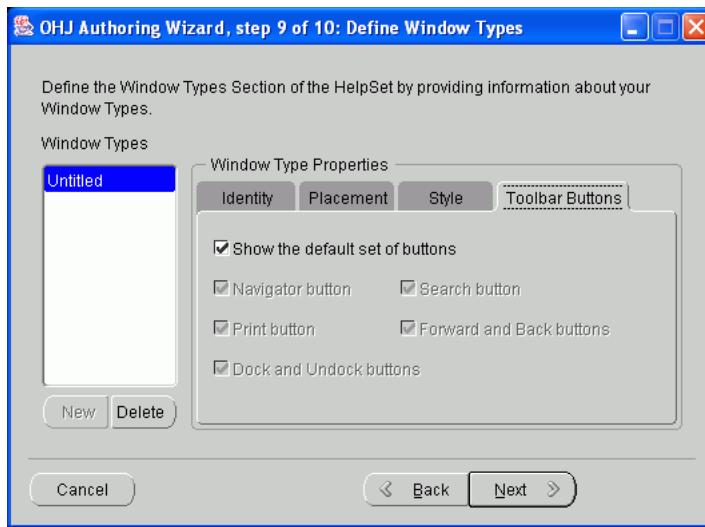 OHJ Authoring Wizard, step 9 of 10: Define Window Types
Define the Window Types Section of the HelpSet by providing information about your
Window Types.
Window Types
Untitled
Window Type Properties
Identity Placement Style Toolbar Buttons
Show the default set of buttons
Navigator button Search button
Print button Forward and Back buttons
Dock and Undock buttons
New Delete
Cancel Back Next